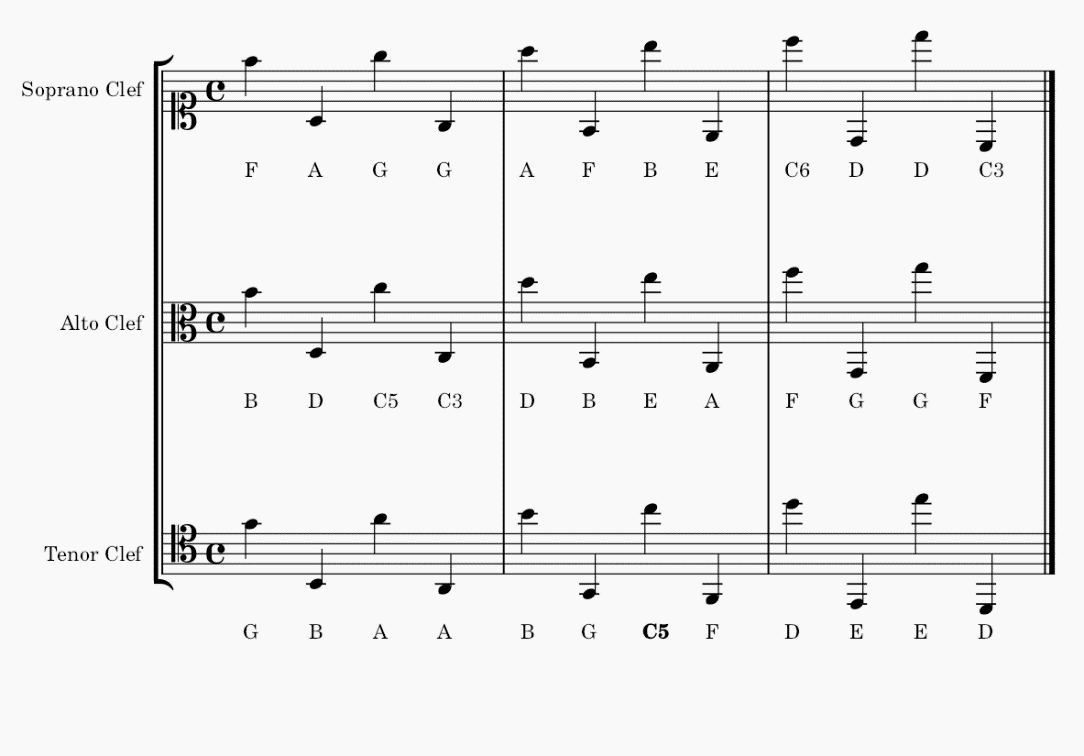 Soprano Clef
F A G G A F B E C6 D D C3
Alto Clef
B D C5 C3 D B E A F G G F
Tenor Clef
G B A A B G C5 F D E E D